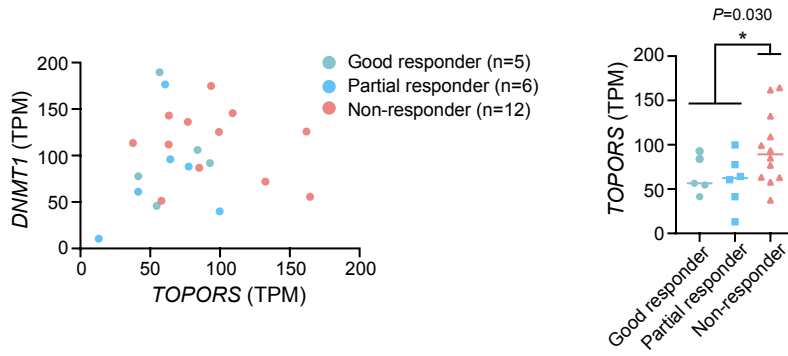 P=0.030
*
Good responder (n=5)
Partial responder (n=6)
Non-responder (n=12)
DNMT1 (TPM)
200
150
100
50
0
0
50
100
150
200
TOPORS (TPM)
TOPORS (TPM)
200
150
100
50
0
Good responder
Partial responder
Non-responder